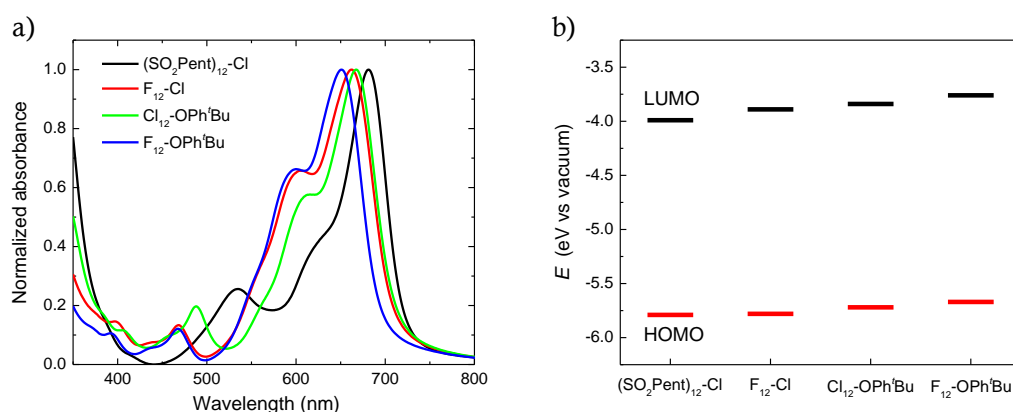 a)
(SO₂Pent)₁₂-Cl
F₁₂-Cl
Cl₁₂-OPhᵗBu
F₁₂-OPhᵗBu
1.0
0.8
0.6
0.4
0.2
0.0
Normalized absorbance
400 500 600 700 800
Wavelength (nm)
b)
-3.5
-4.0
-4.5
-5.0
-5.5
-6.0
E (eV vs vacuum)
LUMO
HOMO
(SO₂Pent)₁₂-Cl F₁₂-Cl Cl₁₂-OPhᵗBu F₁₂-OPhᵗBu